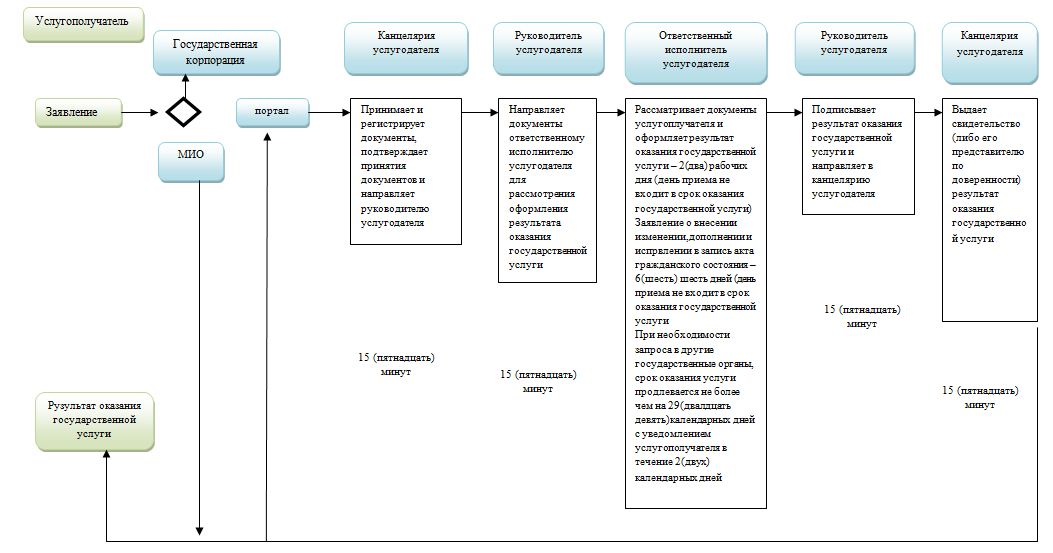 Услугополучатель
Государственная
корпорация
Канцелярия
услугодателя
Руководитель
услугодателя
Ответственный
исполнитель
услугодателя
Руководитель
услугодателя
Канцелярия
услугодателя
Заявление
портал
МИО
Принимает и
регистрирует
документы,
подтверждает
принятия
документов и
направляет
руководителю
услугодателя
Направляет
документы
ответственному
исполнителю
услугодателя
для
рассмотрения
оформления
результата
оказания
государственной
услуги
Рассматривает документы
услугоплучателя и
оформляет результат
оказания государственной
услуги – 2(два) рабочих
дня (день приема не
входит в срок оказания
государственной услуги)
Заявление о внесении
изменении,дополнении и
испрвлении в запись акта
гражданского состояния –
6(шесть) шесть дней (день
приема не входит в срок
оказания государственной
услуги
При необходимости
запроса в другие
государственные органы,
срок оказания услуги
продлевается не более
чем на 29(двалдцать
девять)календарных дней
с уведомлением
услугополучателя в
течение 2(двух)
календарных дней
Подписывает
результат оказания
государственной
услуги и
направляет в
канцелярию
услугодателя
Выдает
свидетельство
(либо его
представителю
по
доверенности)
результат
оказания
государственно
й услуги
15 (пятнадцать)
минут
15 (пятнадцать)
минут
15 (пятнадцать)
минут
15 (пятнадцать)
минут
Рузультат оказания
государственной
услуги